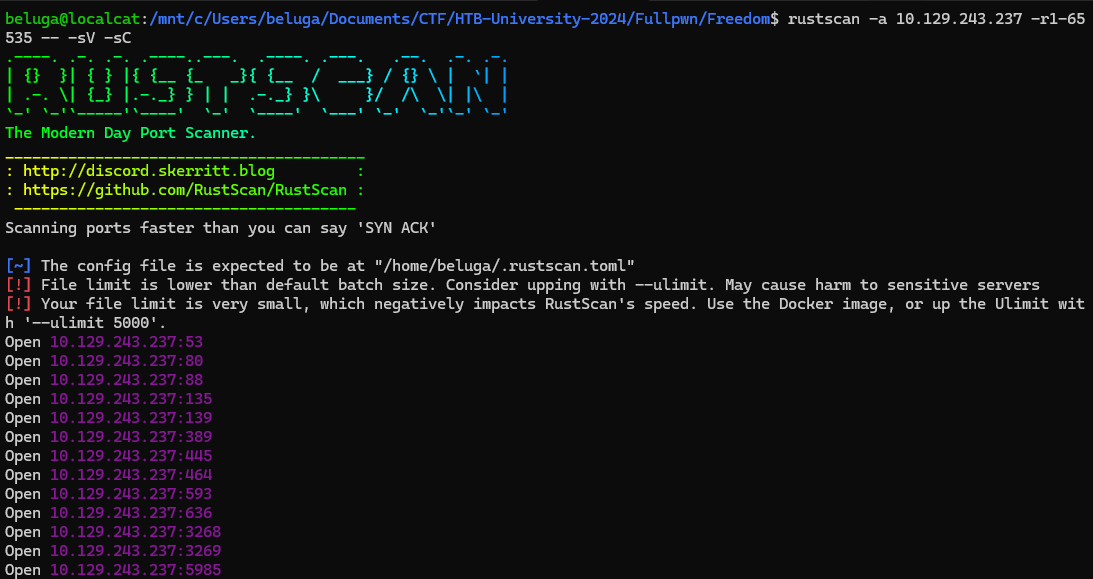 beluga@localcat:/mnt/c/Users/beluga/Documents/CTF/HTB-University-2024/Fullpwn/Freedom$ rustscan -a 10.129.243.237 -r1-65
535 -- -sV -sC
.----. .-. .-. .----..---.  .----. .---.   .--.  .-. .-.
| {}  }| { } |{ {__ {_   _}{ {__  /  ___} / {} \ |  `| |
| .-. \| {_} |.-._} } | |  .-._} }\     }/  /\  \| |\  |
`-' `-'`-----'`----'  `-'  `----'  `---' `-'  `-'`-' `-'
The Modern Day Port Scanner.
________________________________________
: http://discord.skerritt.blog         :
: https://github.com/RustScan/RustScan :
 --------------------------------------
Scanning ports faster than you can say 'SYN ACK'
[~] The config file is expected to be at "/home/beluga/.rustscan.toml"
[!] File limit is lower than default batch size. Consider upping with --ulimit. May cause harm to sensitive servers
[!] Your file limit is very small, which negatively impacts RustScan's speed. Use the Docker image, or up the Ulimit wit
h '--ulimit 5000'.
Open 10.129.243.237:53
Open 10.129.243.237:80
Open 10.129.243.237:88
Open 10.129.243.237:135
Open 10.129.243.237:139
Open 10.129.243.237:389
Open 10.129.243.237:445
Open 10.129.243.237:464
Open 10.129.243.237:593
Open 10.129.243.237:636
Open 10.129.243.237:3268
Open 10.129.243.237:3269
Open 10.129.243.237:5985